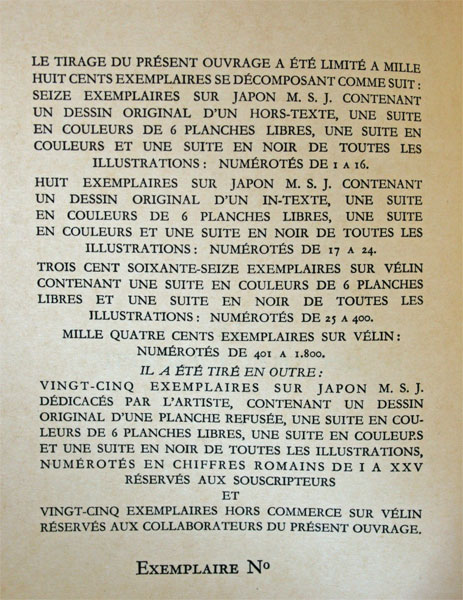 LE TIRAGE DU PRÉSENT OUVRAGE A ÉTÉ LIMITÉ A MILLE
HUIT CENTS EXEMPLAIRES SE DÉCOMPOSANT COMME SUIT :
SEIZE EXEMPLAIRES SUR JAPON M. S. J. CONTENANT
UN DESSIN ORIGINAL D'UN HORS-TEXTE, UNE SUITE
EN COULEURS DE 6 PLANCHES LIBRES, UNE SUITE EN
COULEURS ET UNE SUITE EN NOIR DE TOUTES LES
ILLUSTRATIONS : NUMÉROTÉS DE 1 A 16.
HUIT EXEMPLAIRES SUR JAPON M. S. J. CONTENANT
UN DESSIN ORIGINAL D'UN IN-TEXTE, UNE SUITE
EN COULEURS DE 6 PLANCHES LIBRES, UNE SUITE
EN COULEURS ET UNE SUITE EN NOIR DE TOUTES LES
ILLUSTRATIONS : NUMÉROTÉS DE 17 A 24.
TROIS CENT SOIXANTE-SEIZE EXEMPLAIRES SUR VÉLIN
CONTENANT UNE SUITE EN COULEURS DE 6 PLANCHES
LIBRES ET UNE SUITE EN NOIR DE TOUTES LES
ILLUSTRATIONS : NUMÉROTÉS DE 25 A 400.
MILLE QUATRE CENTS EXEMPLAIRES SUR VÉLIN :
NUMÉROTÉS DE 401 A 1.800.
IL A ÉTÉ TIRÉ EN OUTRE :
VINGT-CINQ EXEMPLAIRES SUR JAPON M. S. J.
DÉDICACÉS PAR L'ARTISTE, CONTENANT UN DESSIN
ORIGINAL D'UNE PLANCHE REFUSÉE, UNE SUITE EN COU-
LEURS DE 6 PLANCHES LIBRES, UNE SUITE EN COULEURS
ET UNE SUITE EN NOIR DE TOUTES LES ILLUSTRATIONS,
NUMÉROTÉS EN CHIFFRES ROMAINS DE I A XXV
RÉSERVÉS AUX SOUSCRIPTEURS
ET
VINGT-CINQ EXEMPLAIRES HORS COMMERCE SUR VÉLIN
RÉSERVÉS AUX COLLABORATEURS DU PRÉSENT OUVRAGE.
EXEMPLAIRE Nº